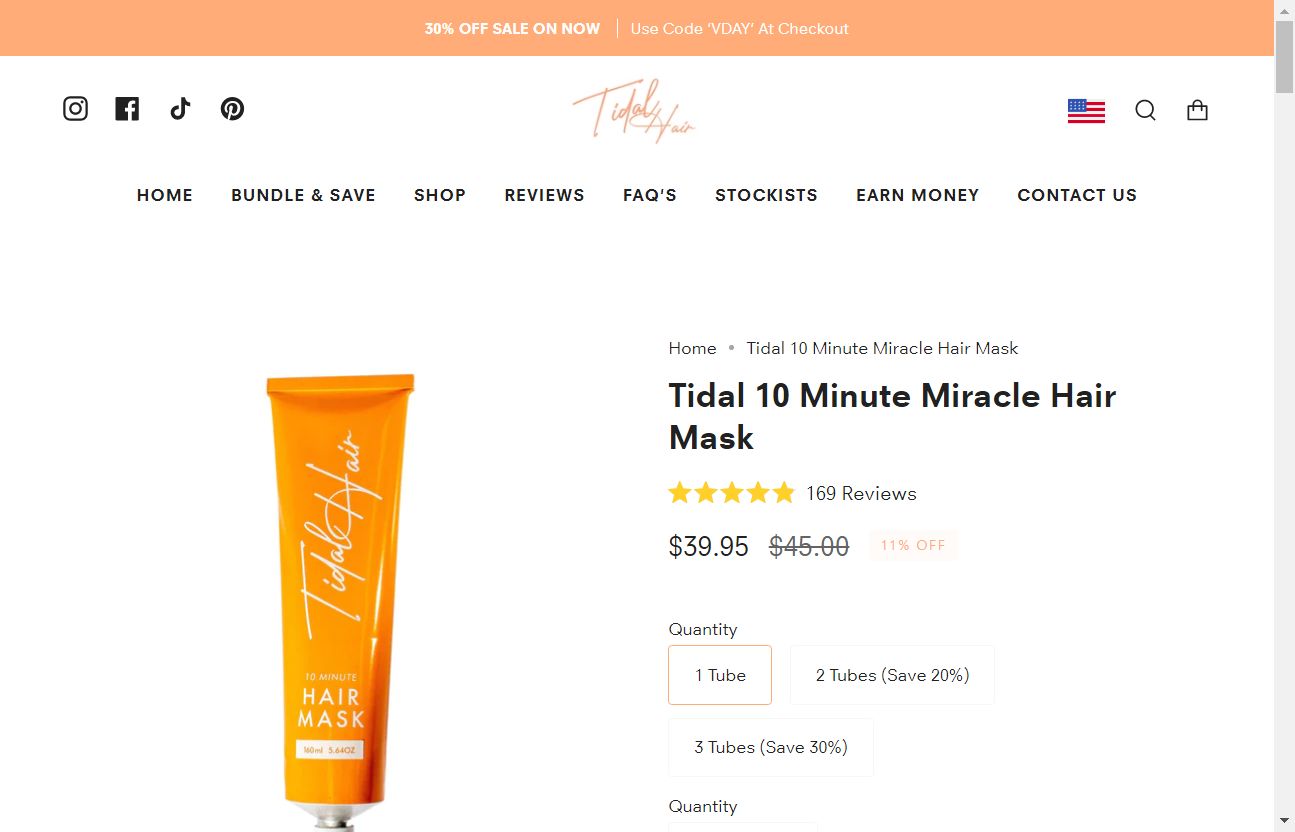 30% OFF SALE ON NOW Use Code ‘VDAY’ At Checkout
Tidal Hair
HOME BUNDLE & SAVE SHOP REVIEWS FAQ'S STOCKISTS EARN MONEY CONTACT US
Home • Tidal 10 Minute Miracle Hair Mask
Tidal 10 Minute Miracle Hair
Mask
169 Reviews
$39.95 $45.00 11% OFF
Quantity
1 Tube 2 Tubes (Save 20%)
3 Tubes (Save 30%)
Quantity
Tidal Hair
10 MINUTE
HAIR
MASK
160ml 5.64OZ